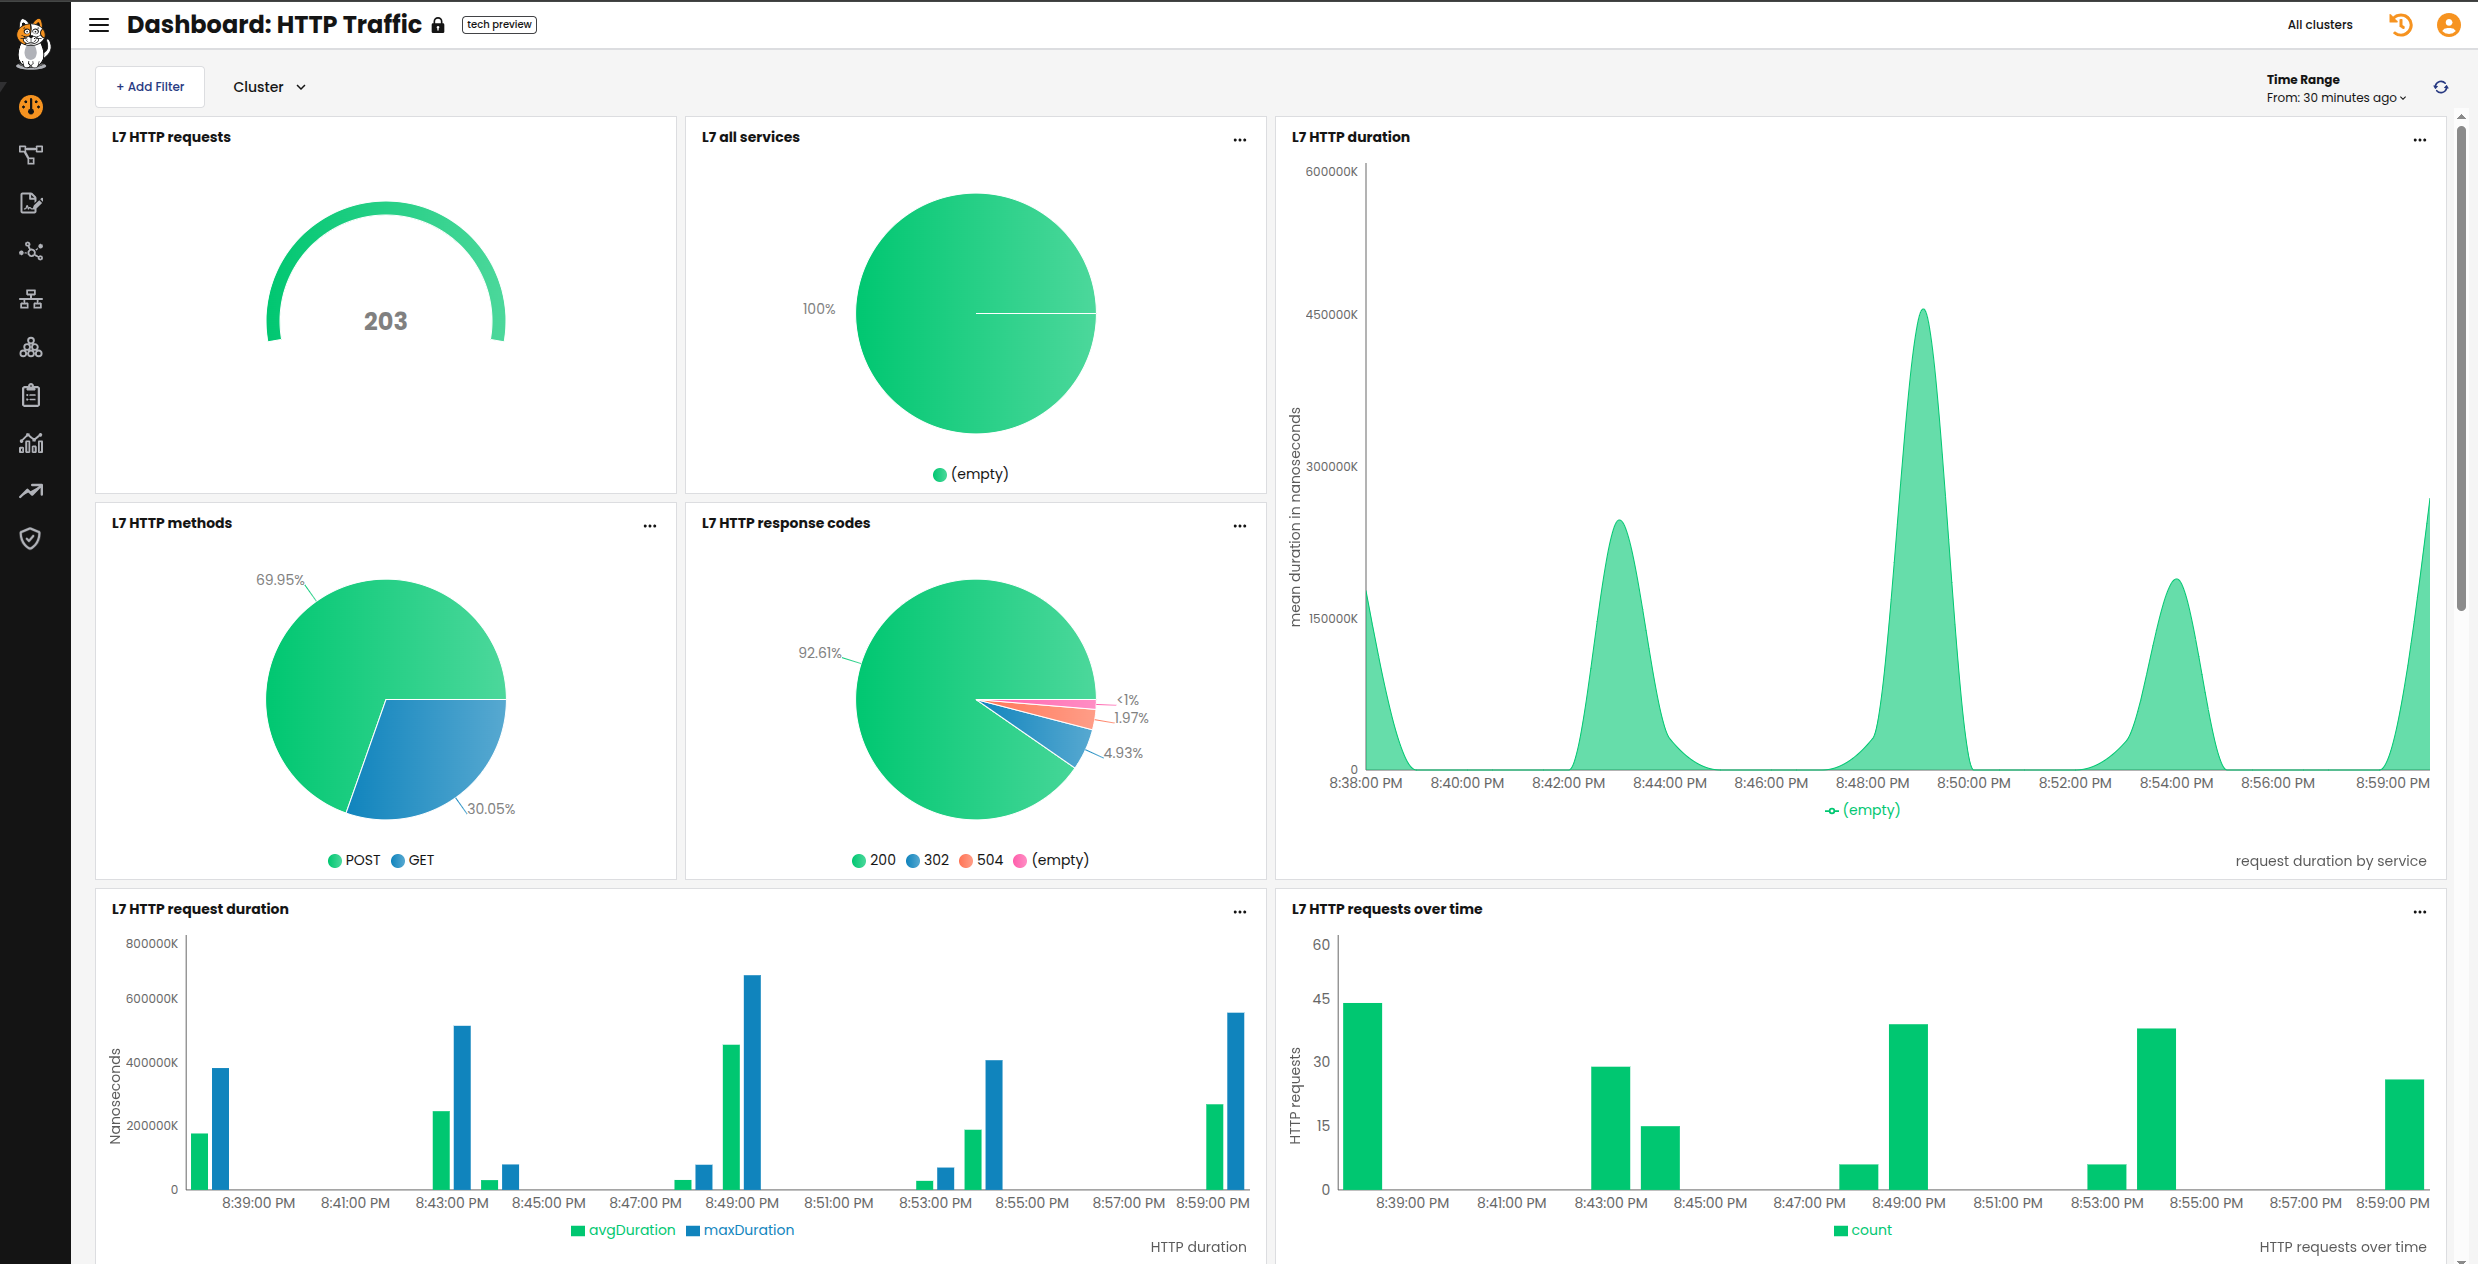 Dashboard: HTTP Traffic
tech preview
All clusters
+ Add Filter
Cluster
Time Range
From: 30 minutes ago
L7 HTTP requests
203
L7 all services
100%
(empty)
L7 HTTP duration
600000K
450000K
300000K
150000K
0
mean duration in nanoseconds
8:38:00 PM 8:40:00 PM 8:42:00 PM 8:44:00 PM 8:46:00 PM 8:48:00 PM 8:50:00 PM 8:52:00 PM 8:54:00 PM 8:56:00 PM 8:59:00 PM
(empty)
request duration by service
L7 HTTP methods
69.95%
30.05%
POST GET
L7 HTTP response codes
92.61%
<1%
1.97%
4.93%
200 302 504 (empty)
L7 HTTP request duration
800000K
600000K
400000K
200000K
0
Nanoseconds
8:39:00 PM 8:41:00 PM 8:43:00 PM 8:45:00 PM 8:47:00 PM 8:49:00 PM 8:51:00 PM 8:53:00 PM 8:55:00 PM 8:57:00 PM 8:59:00 PM
avgDuration maxDuration
HTTP duration
L7 HTTP requests over time
60
45
30
15
0
HTTP requests
8:39:00 PM 8:41:00 PM 8:43:00 PM 8:45:00 PM 8:47:00 PM 8:49:00 PM 8:51:00 PM 8:53:00 PM 8:55:00 PM 8:57:00 PM 8:59:00 PM
count
HTTP requests over time